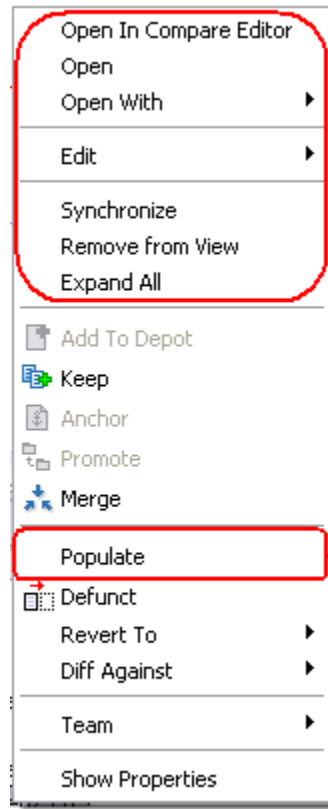 Open In Compare Editor
Open
Open With
Edit
Synchronize
Remove from View
Expand All
Add To Depot
Keep
Anchor
Promote
Merge
Populate
Defunct
Revert To
Diff Against
Team
Show Properties